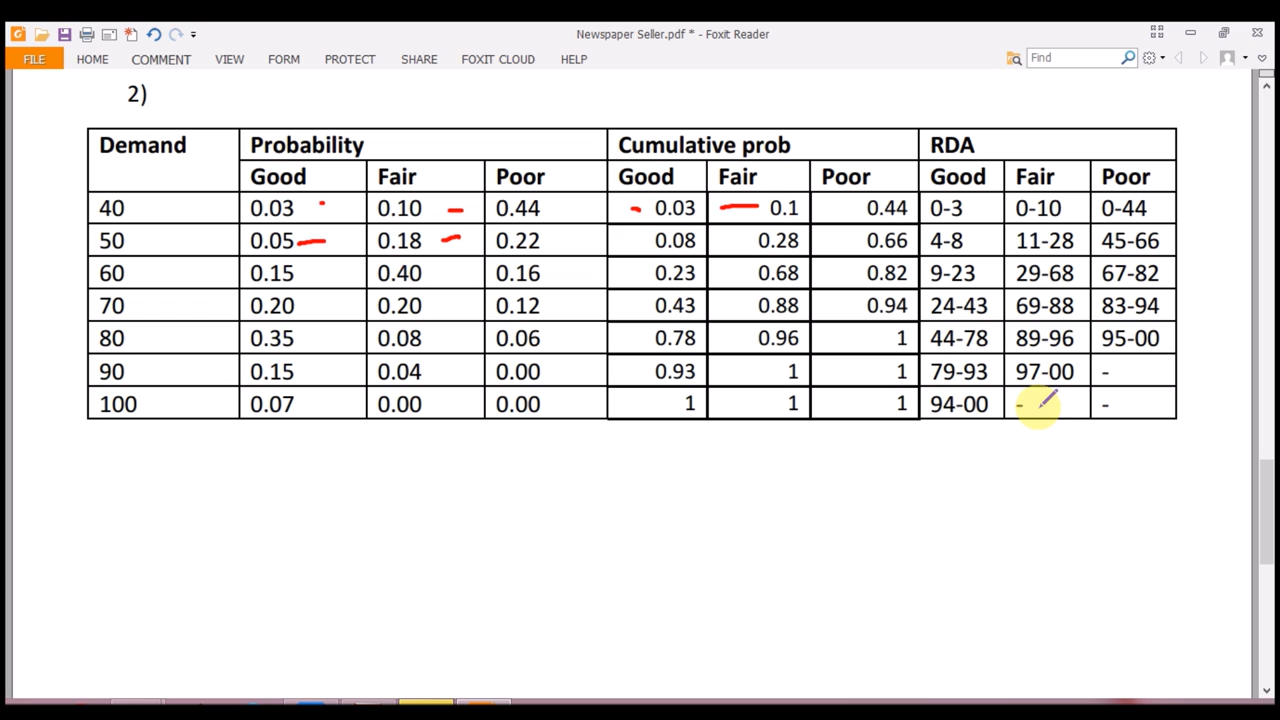 Newspaper Seller.pdf * - Foxit Reader
FILE HOME COMMENT VIEW FORM PROTECT SHARE FOXIT CLOUD HELP Find
2)
Demand Probability Cumulative prob RDA
Good Fair Poor Good Fair Poor Good Fair Poor
40 0.03 0.10 0.44 0.03 0.1 0.44 0-3 0-10 0-44
50 0.05 0.18 0.22 0.08 0.28 0.66 4-8 11-28 45-66
60 0.15 0.40 0.16 0.23 0.68 0.82 9-23 29-68 67-82
70 0.20 0.20 0.12 0.43 0.88 0.94 24-43 69-88 83-94
80 0.35 0.08 0.06 0.78 0.96 1 44-78 89-96 95-00
90 0.15 0.04 0.00 0.93 1 1 79-93 97-00 -
100 0.07 0.00 0.00 1 1 1 94-00 - -